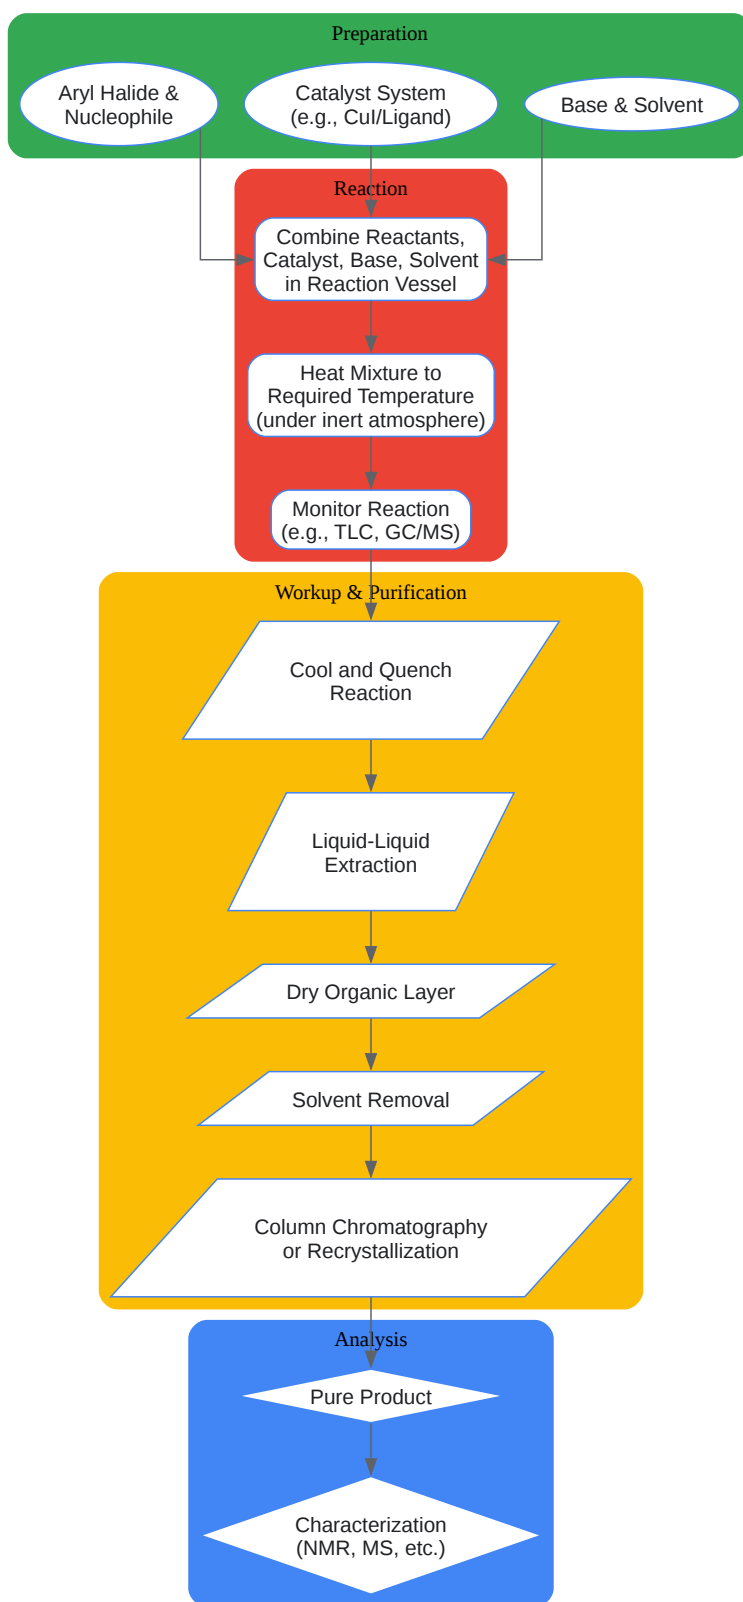 Preparation
Aryl Halide &
Nucleophile
Catalyst System
(e.g., CuI/Ligand)
Base & Solvent
Reaction
Combine Reactants,
Catalyst, Base, Solvent
in Reaction Vessel
Heat Mixture to
Required Temperature
(under inert atmosphere)
Monitor Reaction
(e.g., TLC, GC/MS)
Workup & Purification
Cool and Quench
Reaction
Liquid-Liquid
Extraction
Dry Organic Layer
Solvent Removal
Column Chromatography
or Recrystallization
Analysis
Pure Product
Characterization
(NMR, MS, etc.)